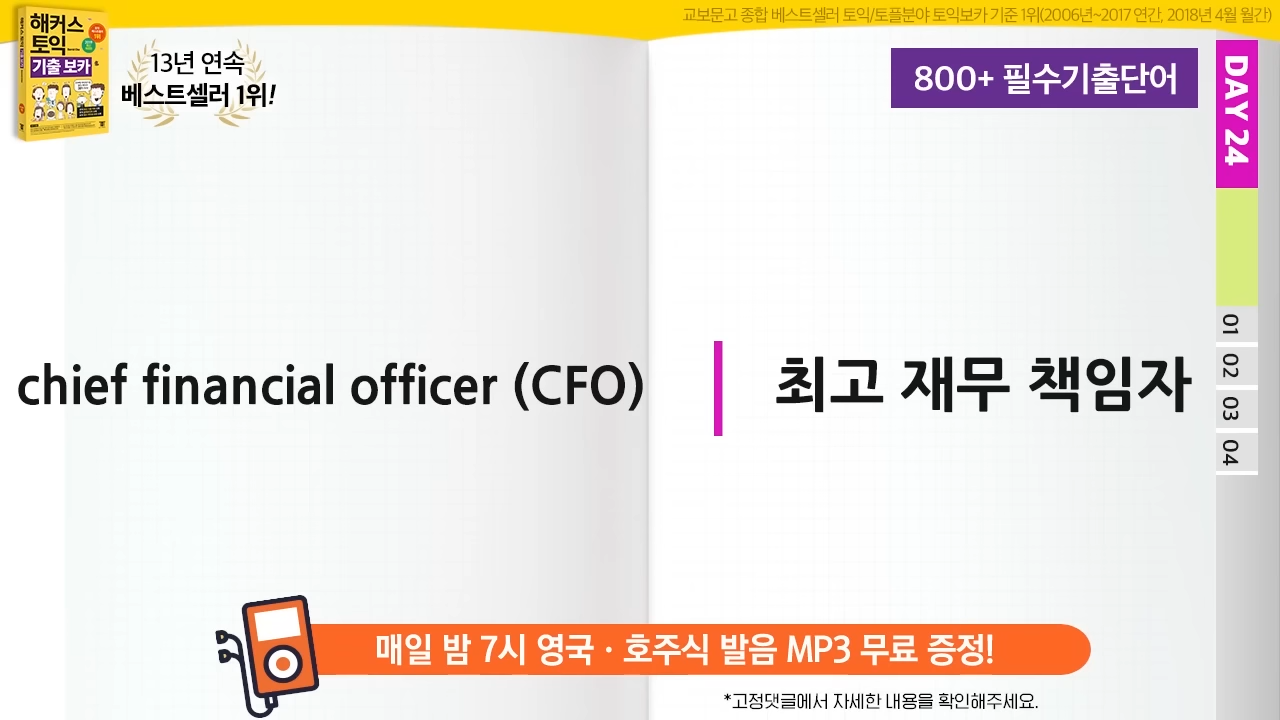 교보문고 종합 베스트셀러 토익/토플분야 토익보카 기준 1위(2006년~2017 연간, 2018년 4월 월간)
해커스
토익
기출 보카
13년 연속
베스트셀러 1위!
800+ 필수기출단어
DAY 24
01
02
03
04
chief financial officer (CFO)
최고 재무 책임자
매일 밤 7시 영국 · 호주식 발음 MP3 무료 증정!
*고정댓글에서 자세한 내용을 확인해주세요.